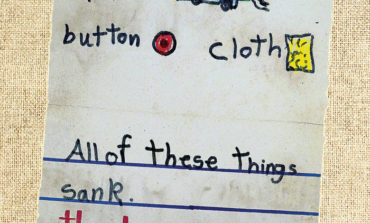 button cloth
All of these things
sank.